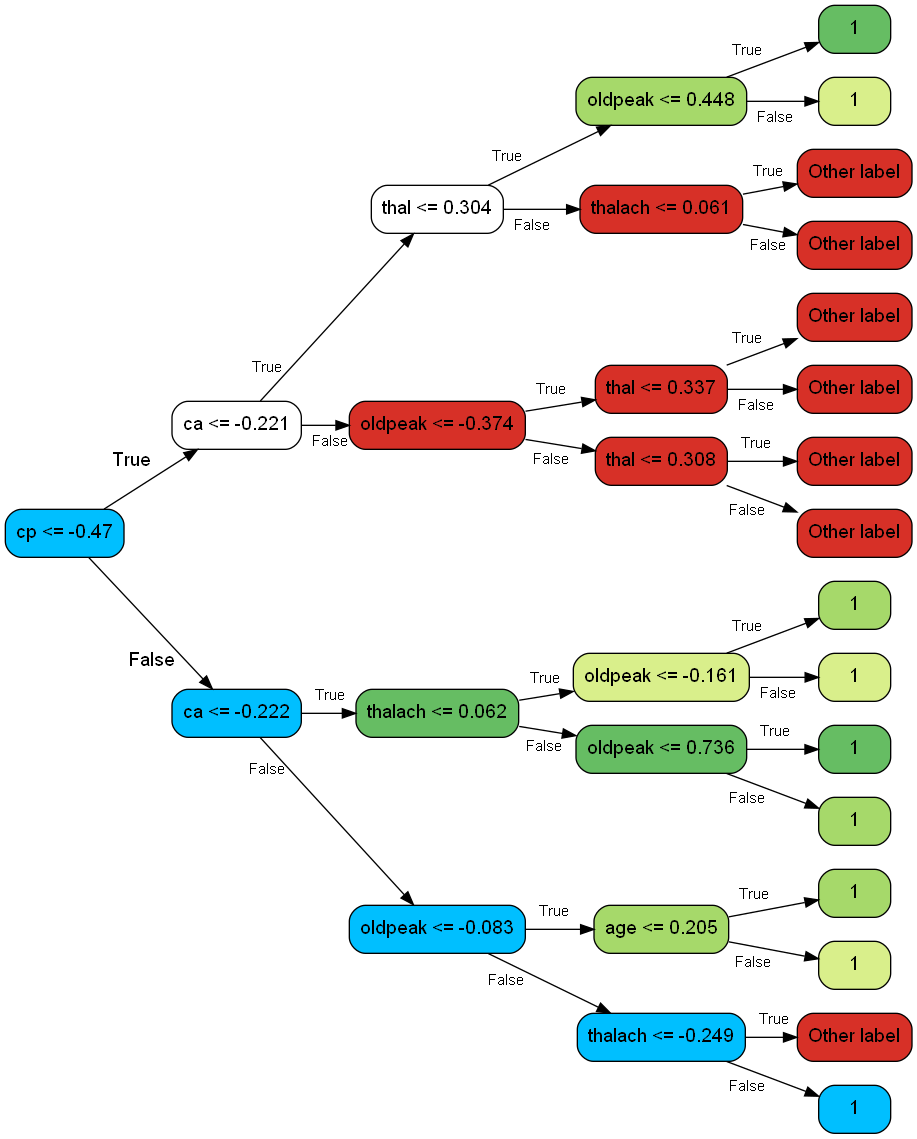 1
True
oldpeak <= 0.448
1
False
True
Other label
True
thal <= 0.304
thalach <= 0.061
False
Other label
False
Other label
True
True
thal <= 0.337
Other label
True
False
ca <= -0.221
oldpeak <= -0.374
False
True
thal <= 0.308
Other label
False
True
False
Other label
cp <= -0.47
1
True
False
True
oldpeak <= -0.161
1
False
True
ca <= -0.222
thalach <= 0.062
True
oldpeak <= 0.736
1
False
False
False
1
True
1
True
oldpeak <= -0.083
age <= 0.205
False
1
False
True
thalach <= -0.249
Other label
False
1